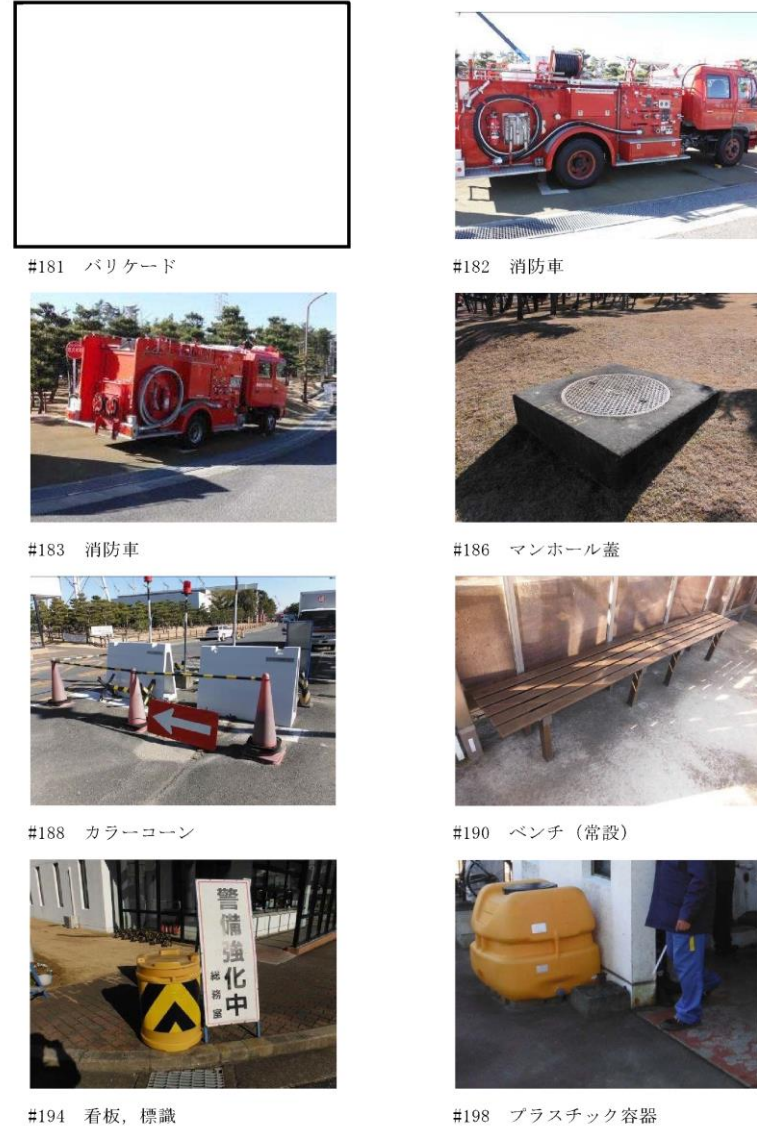 #181 バリケード
#182 消防車
#183 消防車
#186 マンホール蓋
#188 カラーコーン
#190 ベンチ（常設）
警備強化中
総務室
#194 看板，標識
#198 プラスチック容器